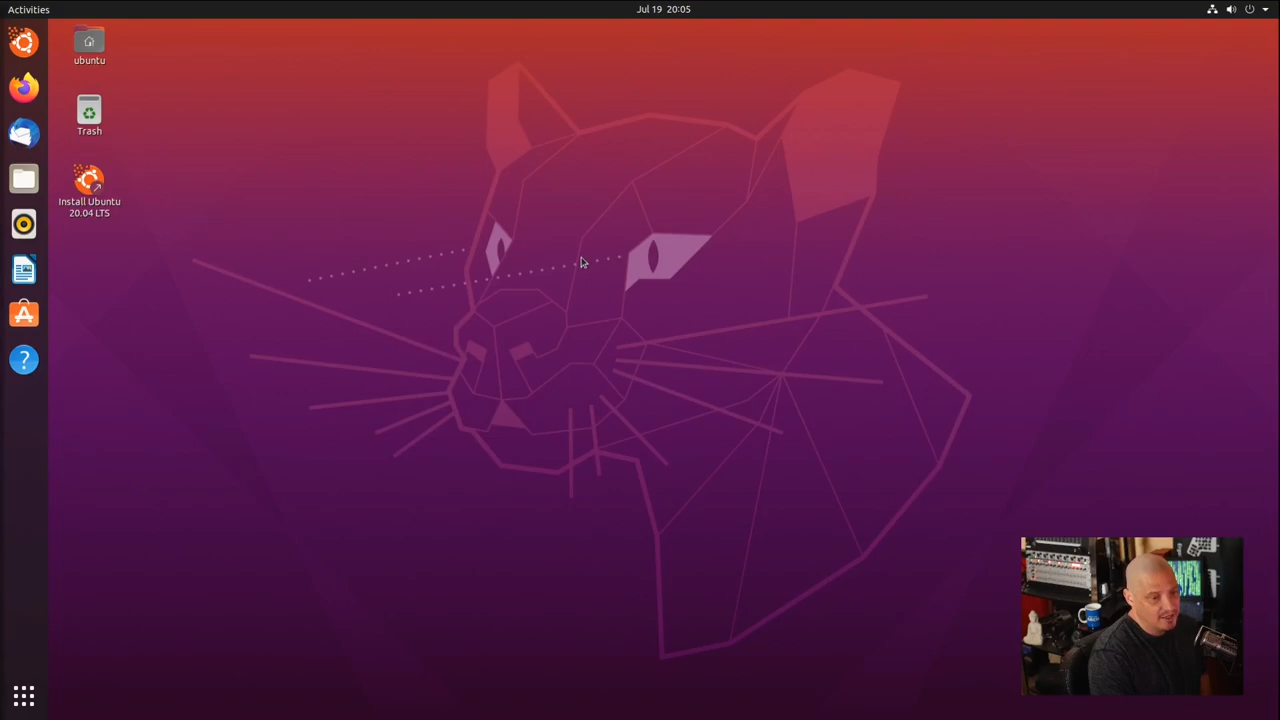 Activities
Jul 19 20:05
ubuntu
Trash
Install Ubuntu
20.04 LTS
?